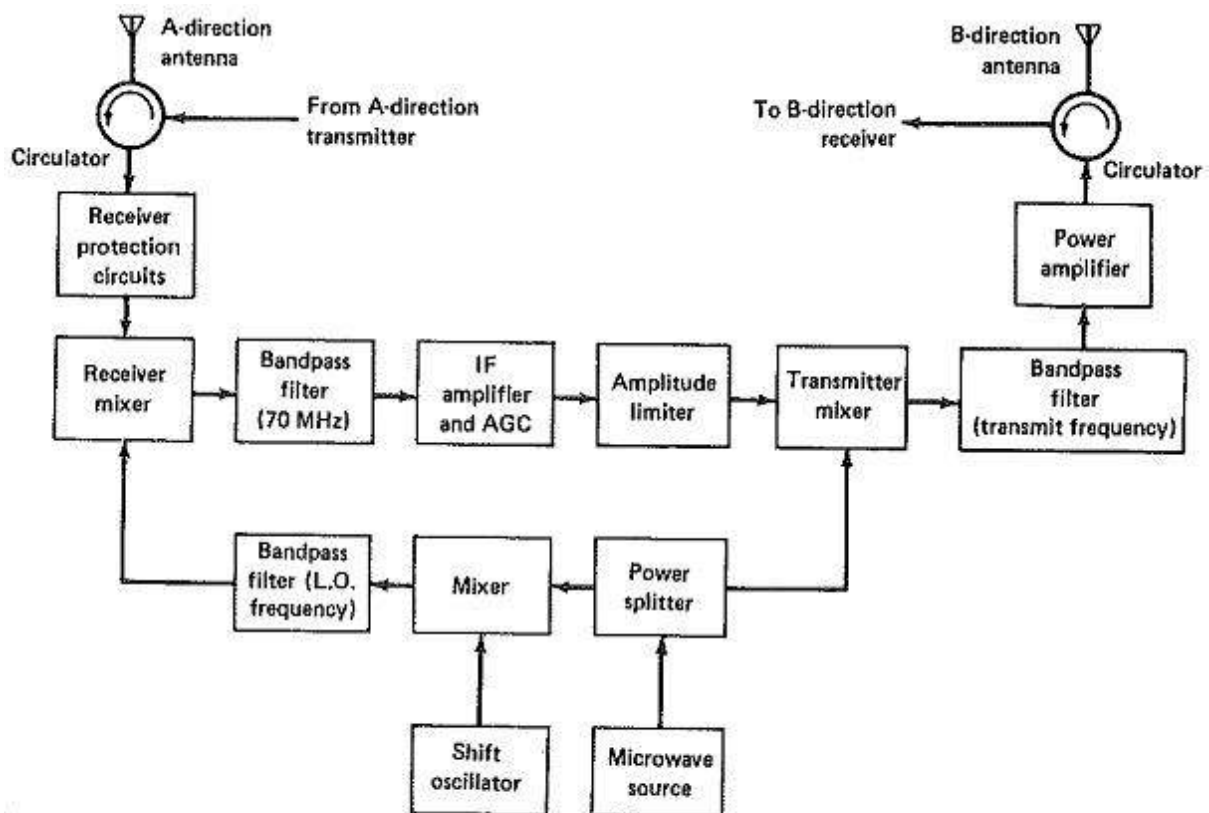 A-direction
antenna
From A-direction
transmitter
Circulator
B-direction
antenna
To B-direction
receiver
Circulator
Receiver
protection
circuits
Power
amplifier
Receiver
mixer
Bandpass
filter
(70 MHz)
IF
amplifier
and AGC
Amplitude
limiter
Transmitter
mixer
Bandpass
filter
(transmit frequency)
Bandpass
filter (L.O.
frequency)
Mixer
Power
splitter
Shift
oscillator
Microwave
source